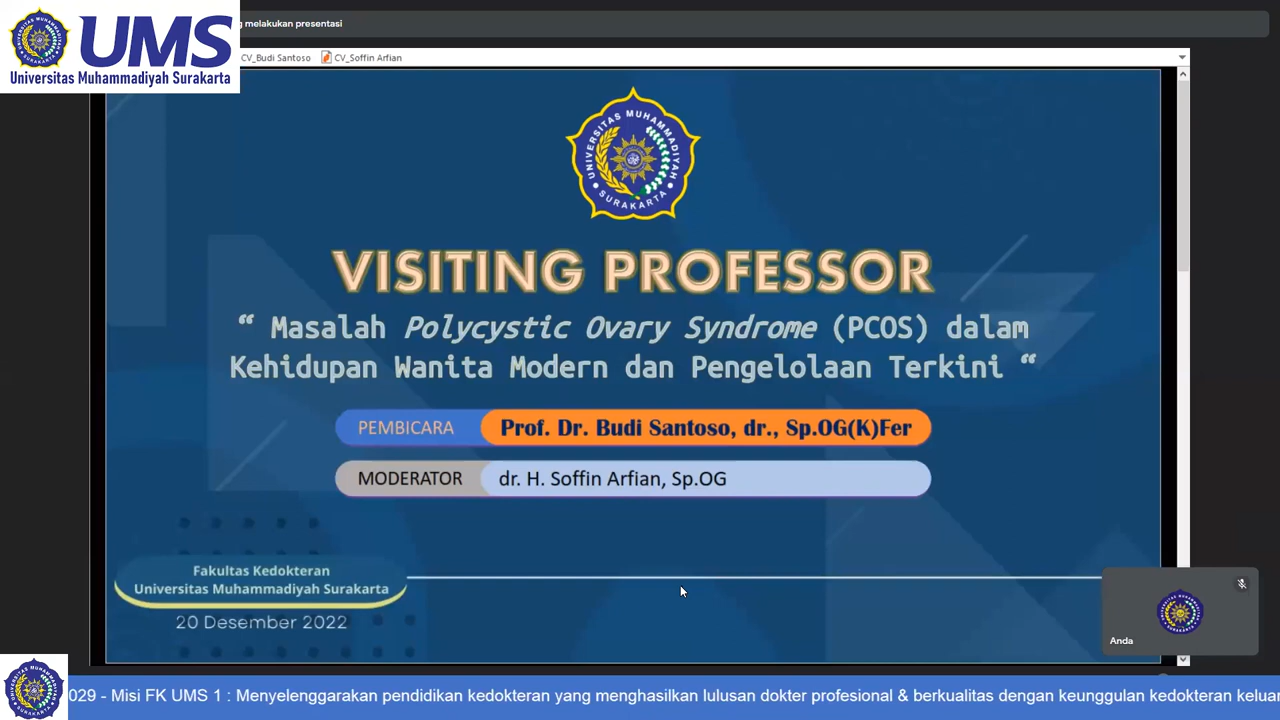 UMS
Universitas Muhammadiyah Surakarta
melakukan presentasi
CV_Budi Santoso CV_Soffin Arfian
UNIVERSITAS MUHAMMADIYAH
SURAKARTA
VISITING PROFESSOR
“ Masalah Polycystic Ovary Syndrome (PCOS) dalam
Kehidupan Wanita Modern dan Pengelolaan Terkini “
PEMBICARA Prof. Dr. Budi Santoso, dr., Sp.OG(K)Fer
MODERATOR dr. H. Soffin Arfian, Sp.OG
Fakultas Kedokteran
Universitas Muhammadiyah Surakarta
20 Desember 2022
Anda
029 - Misi FK UMS 1 : Menyelenggarakan pendidikan kedokteran yang menghasilkan lulusan dokter profesional & berkualitas dengan keunggulan kedokteran keluar